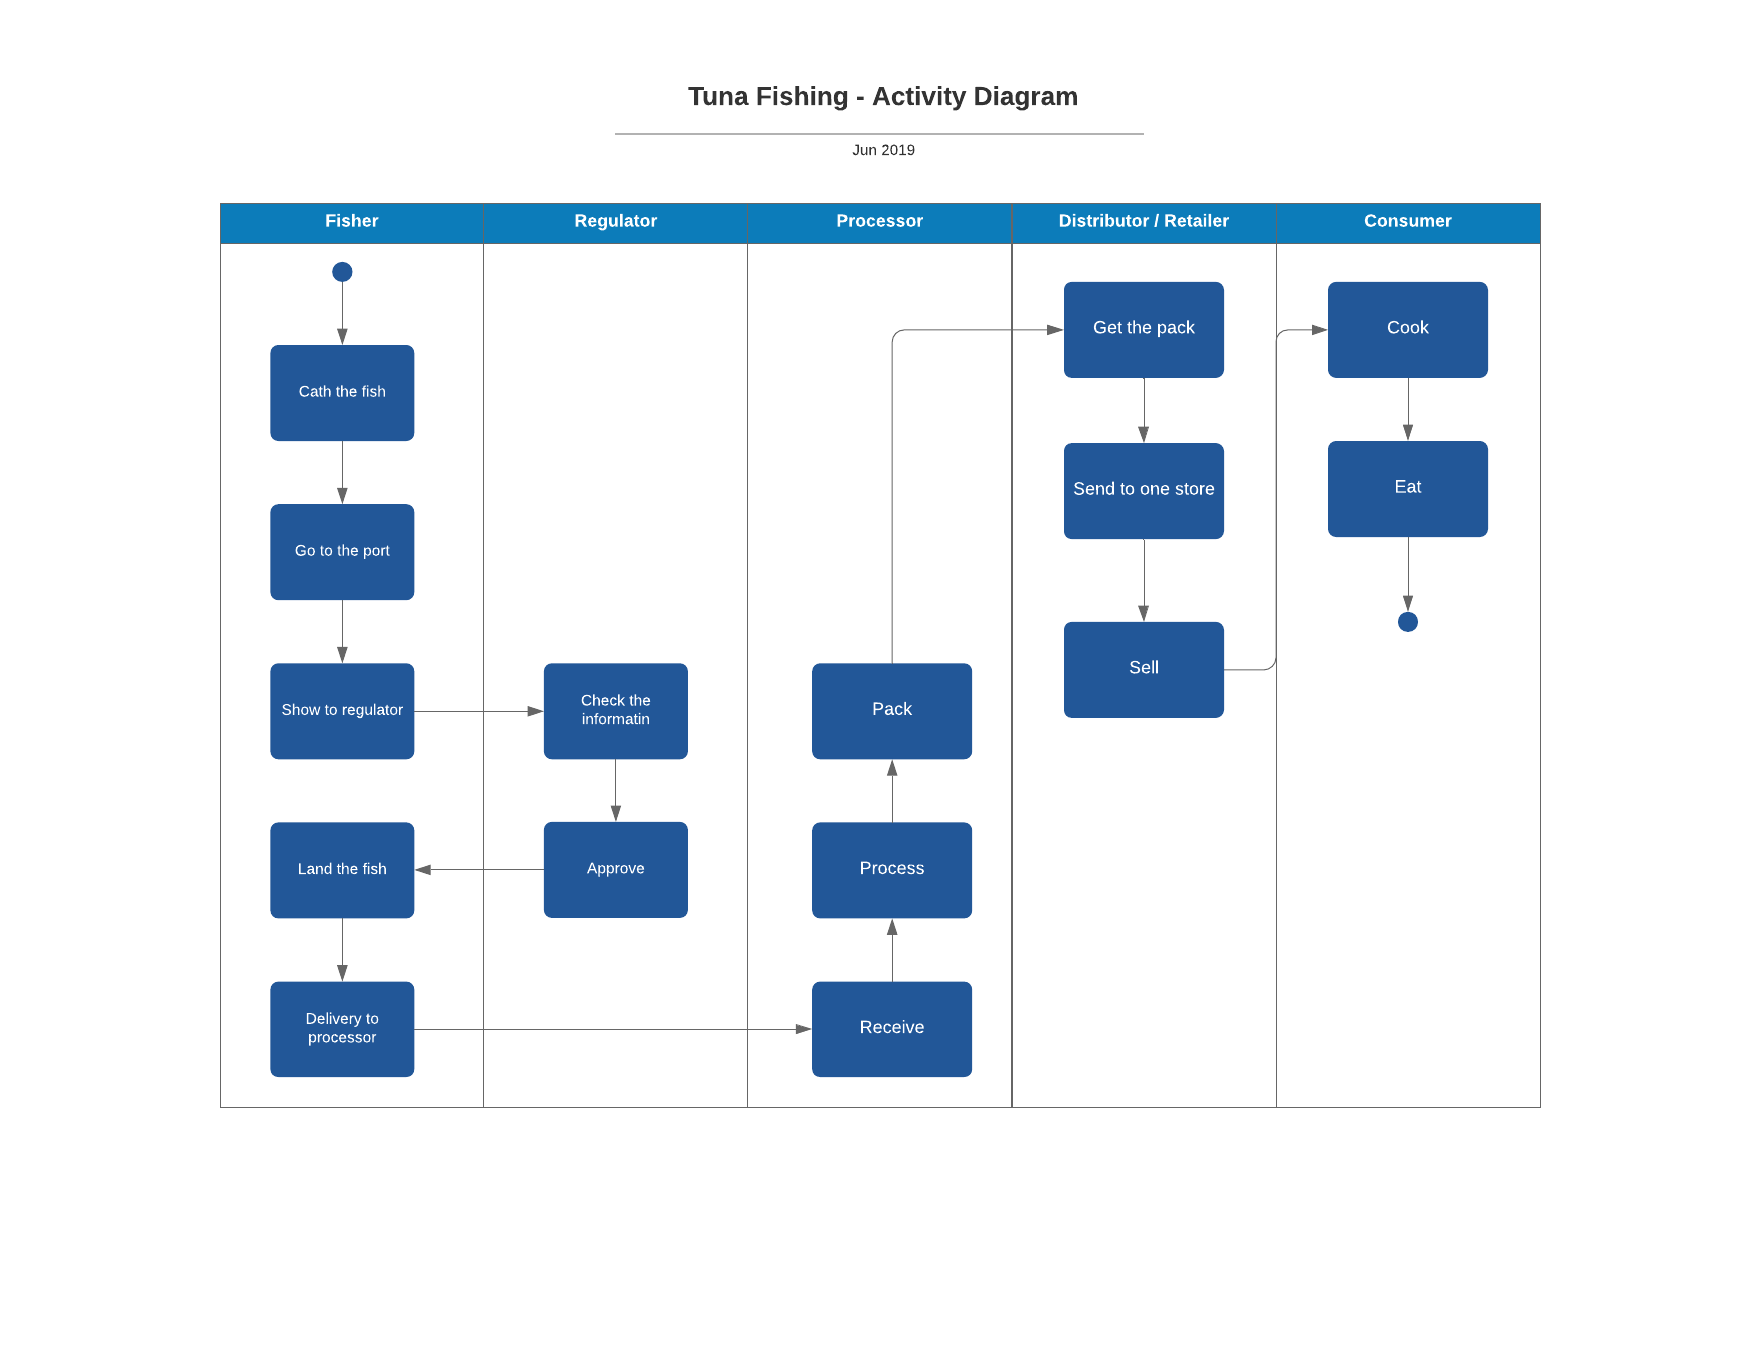 Tuna Fishing - Activity Diagram
Jun 2019
Fisher
Regulator
Processor
Distributor / Retailer
Consumer
Cath the fish
Go to the port
Show to regulator
Land the fish
Delivery to
processor
Check the
informatin
Approve
Pack
Process
Receive
Get the pack
Send to one store
Sell
Cook
Eat